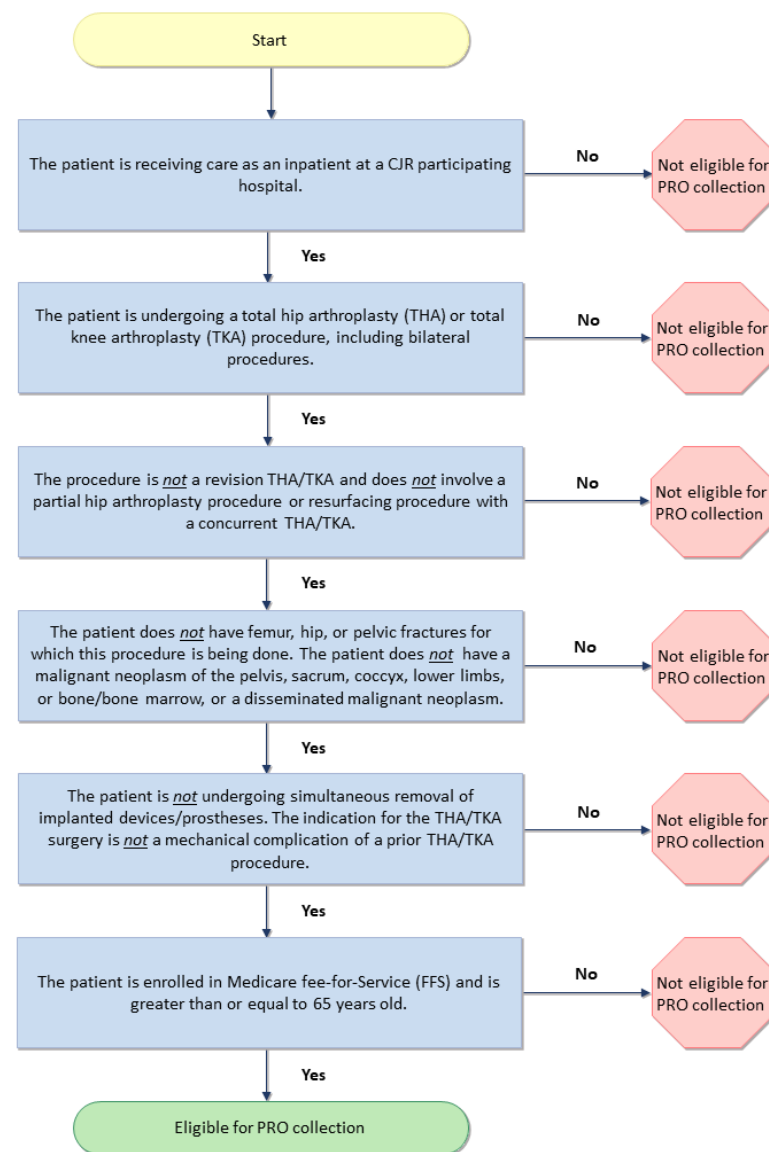 Start
The patient is receiving care as an inpatient at a CJR participating
hospital.
No
Not eligible for
PRO collection
Yes
The patient is undergoing a total hip arthroplasty (THA) or total
knee arthroplasty (TKA) procedure, including bilateral
procedures.
No
Not eligible for
PRO collection
Yes
The procedure is not a revision THA/TKA and does not involve a
partial hip arthroplasty procedure or resurfacing procedure with
a concurrent THA/TKA.
No
Not eligible for
PRO collection
Yes
The patient does not have femur, hip, or pelvic fractures for
which this procedure is being done. The patient does not have a
malignant neoplasm of the pelvis, sacrum, coccyx, lower limbs,
or bone/bone marrow, or a disseminated malignant neoplasm.
No
Not eligible for
PRO collection
Yes
The patient is not undergoing simultaneous removal of
implanted devices/prostheses. The indication for the THA/TKA
surgery is not a mechanical complication of a prior THA/TKA
procedure.
No
Not eligible for
PRO collection
Yes
The patient is enrolled in Medicare fee-for-Service (FFS) and is
greater than or equal to 65 years old.
No
Not eligible for
PRO collection
Yes
Eligible for PRO collection